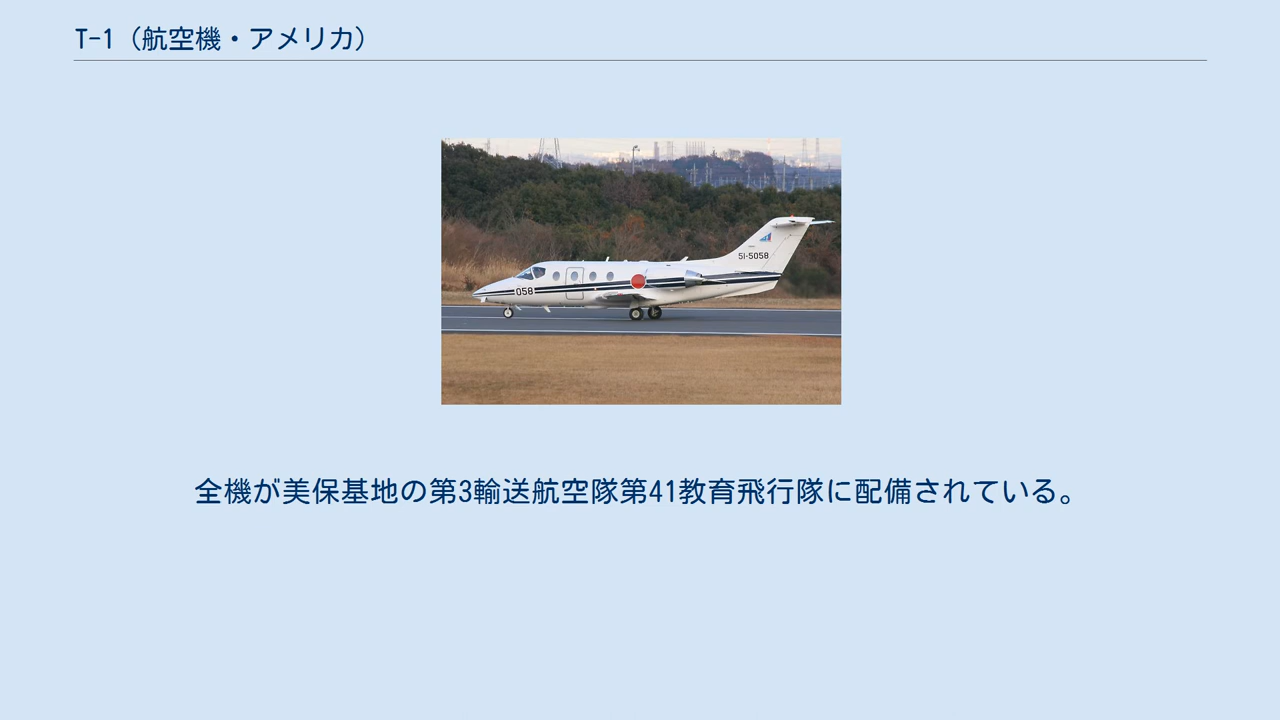 T-1（航空機・アメリカ）
51-5058
058
全機が美保基地の第3輸送航空隊第41教育飛行隊に配備されている。